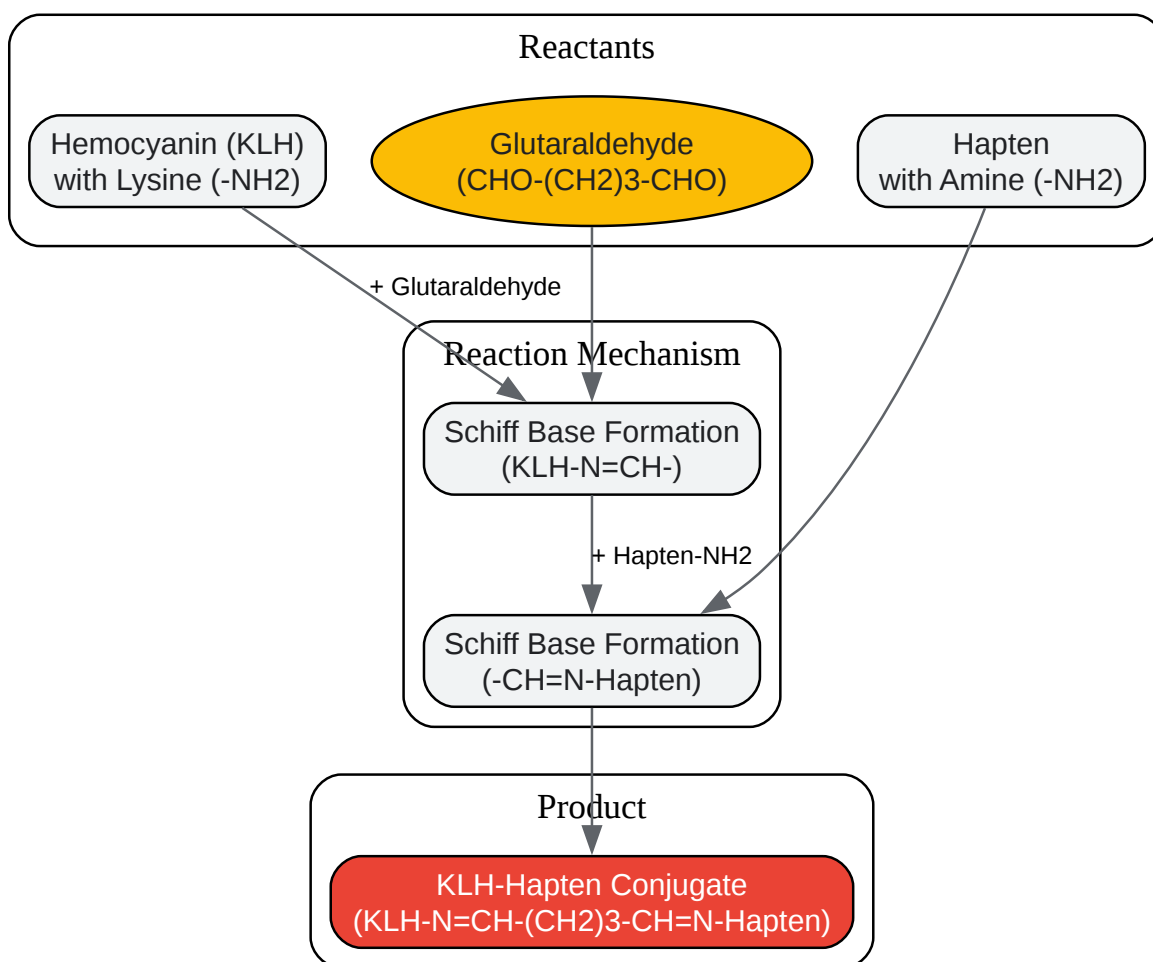 Reactants
Hemocyanin (KLH)
with Lysine (-NH2)
Glutaraldehyde
(CHO-(CH2)3-CHO)
Hapten
with Amine (-NH2)
+ Glutaraldehyde
Reaction Mechanism
Schiff Base Formation
(KLH-N=CH-)
+ Hapten-NH2
Schiff Base Formation
(-CH=N-Hapten)
Product
KLH-Hapten Conjugate
(KLH-N=CH-(CH2)3-CH=N-Hapten)